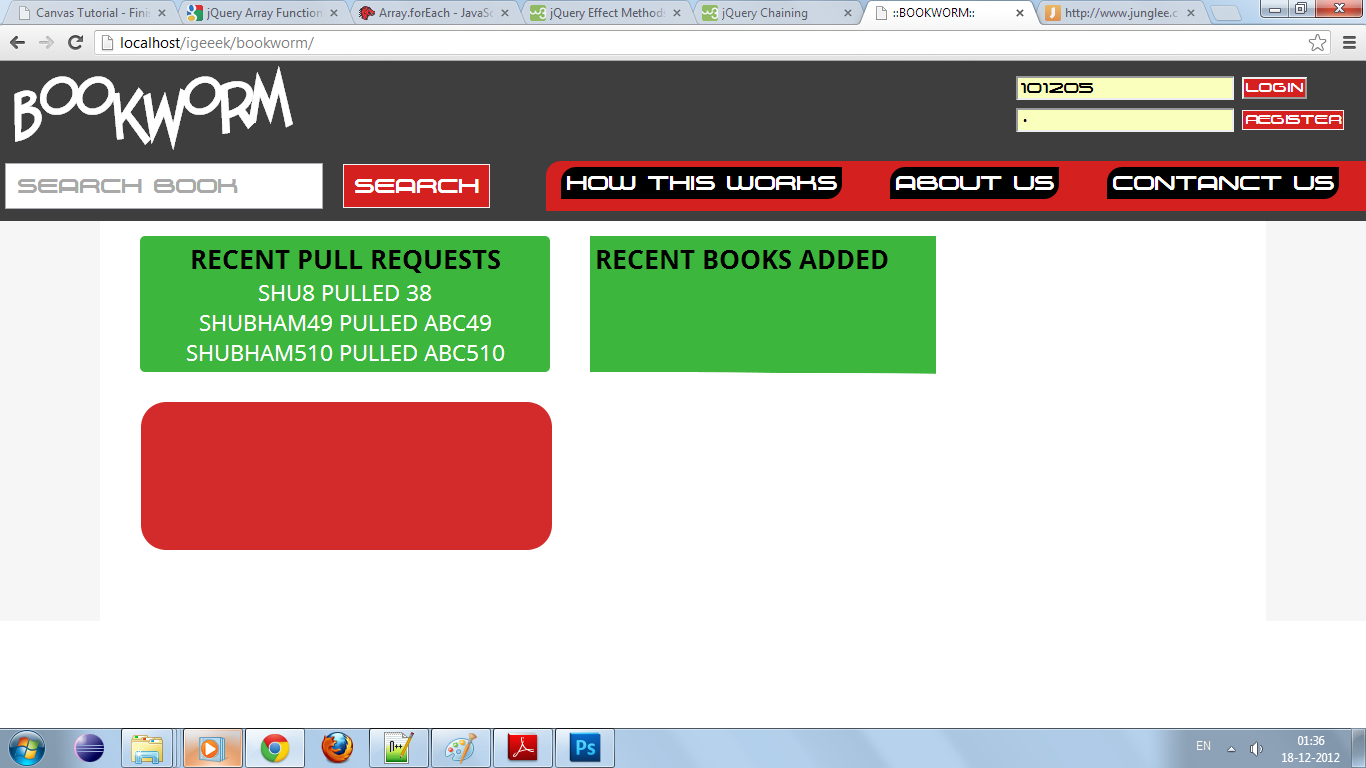 Canvas Tutorial - Fini
jQuery Array Function
Array.forEach - JavaSc
jQuery Effect Method
jQuery Chaining
::BOOKWORM::
http://www.junglee.c
localhost/igeeek/bookworm/
BOOKWORM
101205
LOGIN
REGISTER
SEARCH BOOK
SEARCH
HOW THIS WORKS
ABOUT US
CONTANCT US
RECENT PULL REQUESTS
SHU8 PULLED 38
SHUBHAM49 PULLED ABC49
SHUBHAM510 PULLED ABC510
RECENT BOOKS ADDED
EN
01:36
18-12-2012